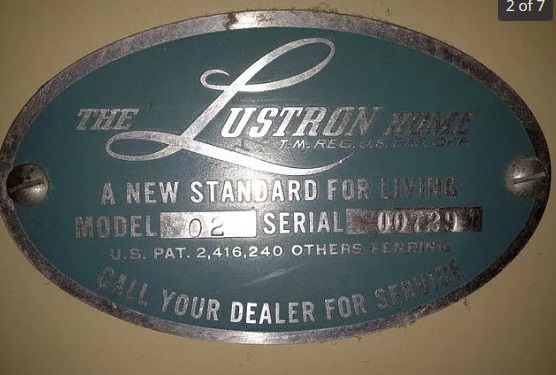 2 of 7
THE LUSTRON HOME
T.M. REG. U.S. PAT. OFF.
A NEW STANDARD FOR LIVING
MODEL 02 SERIAL 00729
U.S. PAT. 2,416,240 OTHERS PENDING
CALL YOUR DEALER FOR SERVICE